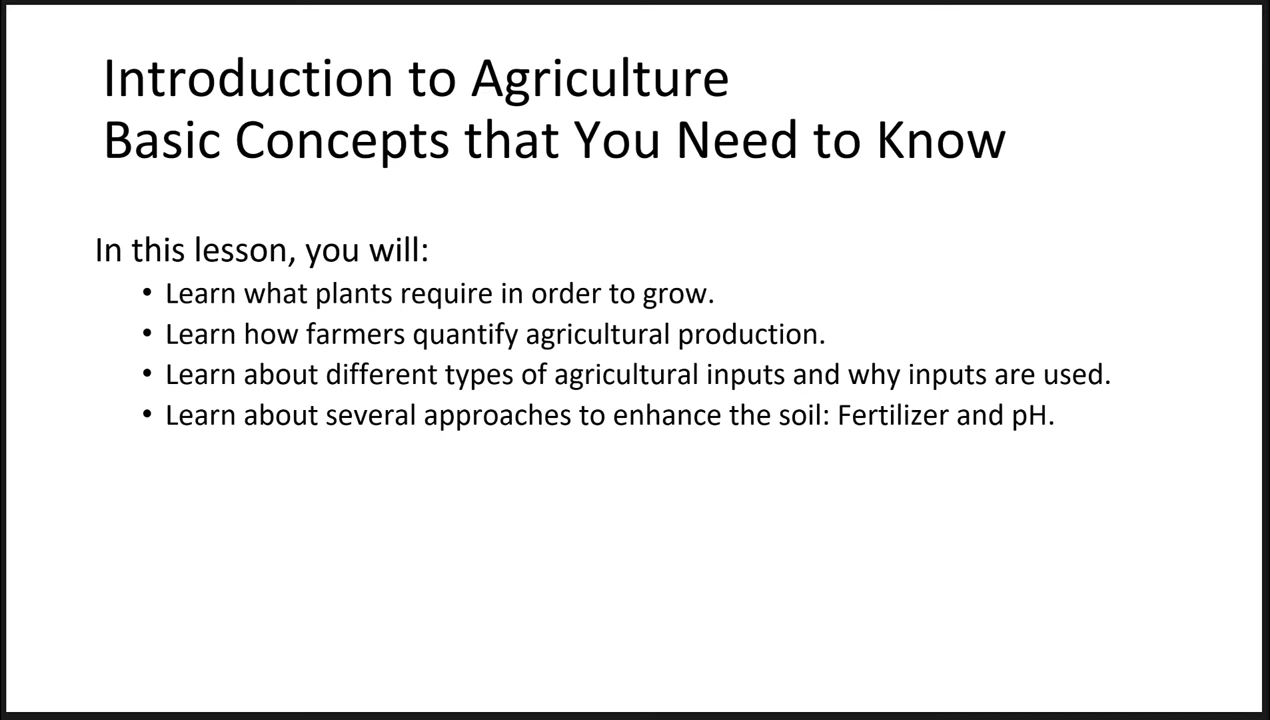 Introduction to Agriculture
Basic Concepts that You Need to Know
In this lesson, you will:
• Learn what plants require in order to grow.
• Learn how farmers quantify agricultural production.
• Learn about different types of agricultural inputs and why inputs are used.
• Learn about several approaches to enhance the soil: Fertilizer and pH.